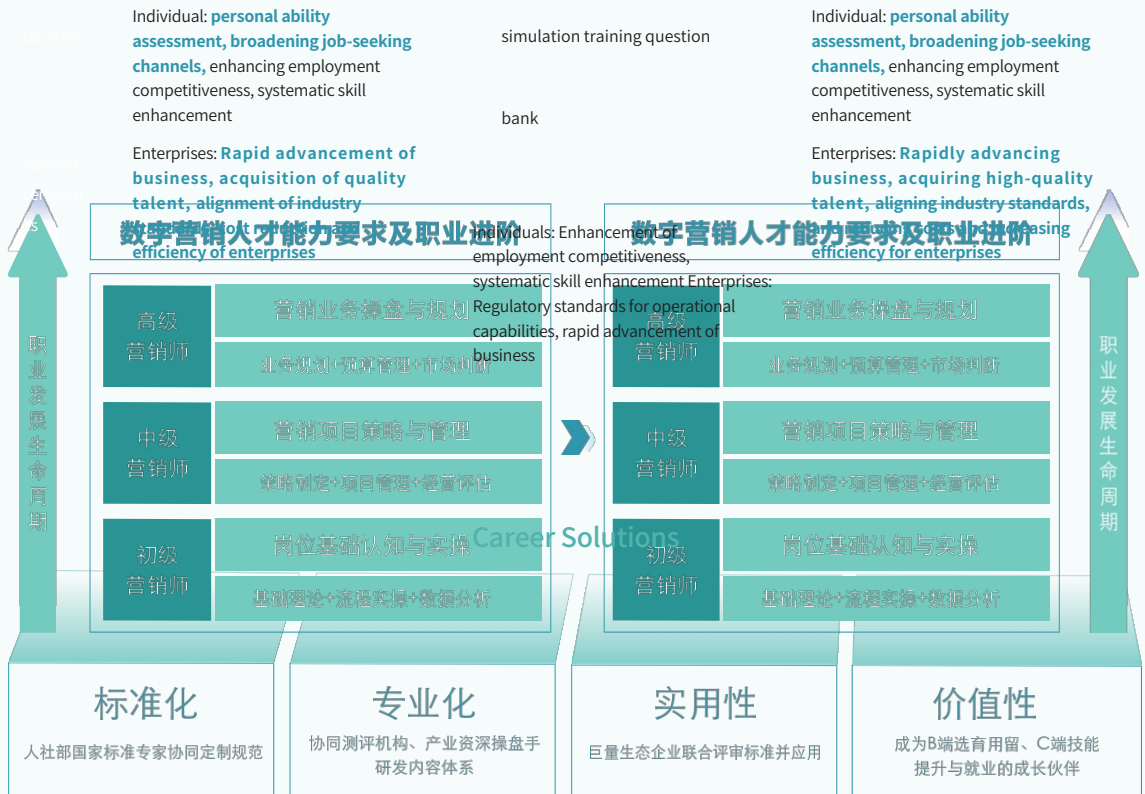 Individual: personal ability
assessment, broadening job-seeking
channels, enhancing employment
competitiveness, systematic skill
enhancement
Enterprises: Rapid advancement of
business, acquisition of quality
talent, alignment of industry
efficiency of enterprises
simulation training question
bank
Individual: personal ability
assessment, broadening job-seeking
channels, enhancing employment
competitiveness, systematic skill
enhancement
Enterprises: Rapidly advancing
business, acquiring high-quality
talent, aligning industry standards,
efficiency for enterprises
Individuals: Enhancement of
employment competitiveness,
systematic skill enhancement Enterprises:
Regulatory standards for operational
capabilities, rapid advancement of
business
数字营销人才能力要求及职业进阶
职业发展生命周期
高级
营销师
营销业务操盘与规划
业务规划+预算管理+市场判断
中级
营销师
营销项目策略与管理
策略制定+项目管理+经营评估
初级
营销师
岗位基础认知与实操
基础理论+流程实操+数据分析
Career Solutions
数字营销人才能力要求及职业进阶
高级
营销师
营销业务操盘与规划
业务规划+预算管理+市场判断
中级
营销师
营销项目策略与管理
策略制定+项目管理+经营评估
初级
营销师
岗位基础认知与实操
基础理论+流程实操+数据分析
职业发展生命周期
标准化
人社部国家标准专家协同定制规范
专业化
协同测评机构、产业资深操盘手
研发内容体系
实用性
巨量生态企业联合评审标准并应用
价值性
成为B端选育用留、C端技能
提升与就业的成长伙伴